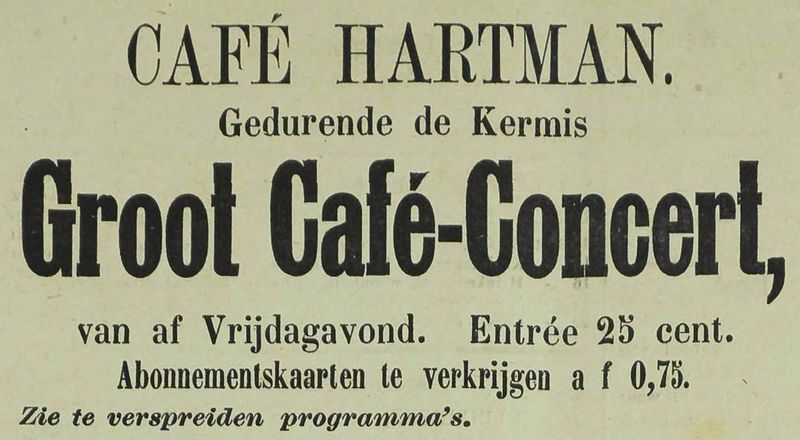 CAFÉ HARTMAN.
Gedurende de Kermis
Groot Café-Concert,
van af Vrijdagavond. Entrée 25 cent.
Abonnementskaarten te verkrijgen a f 0,75.
Zie te verspreiden programma's.